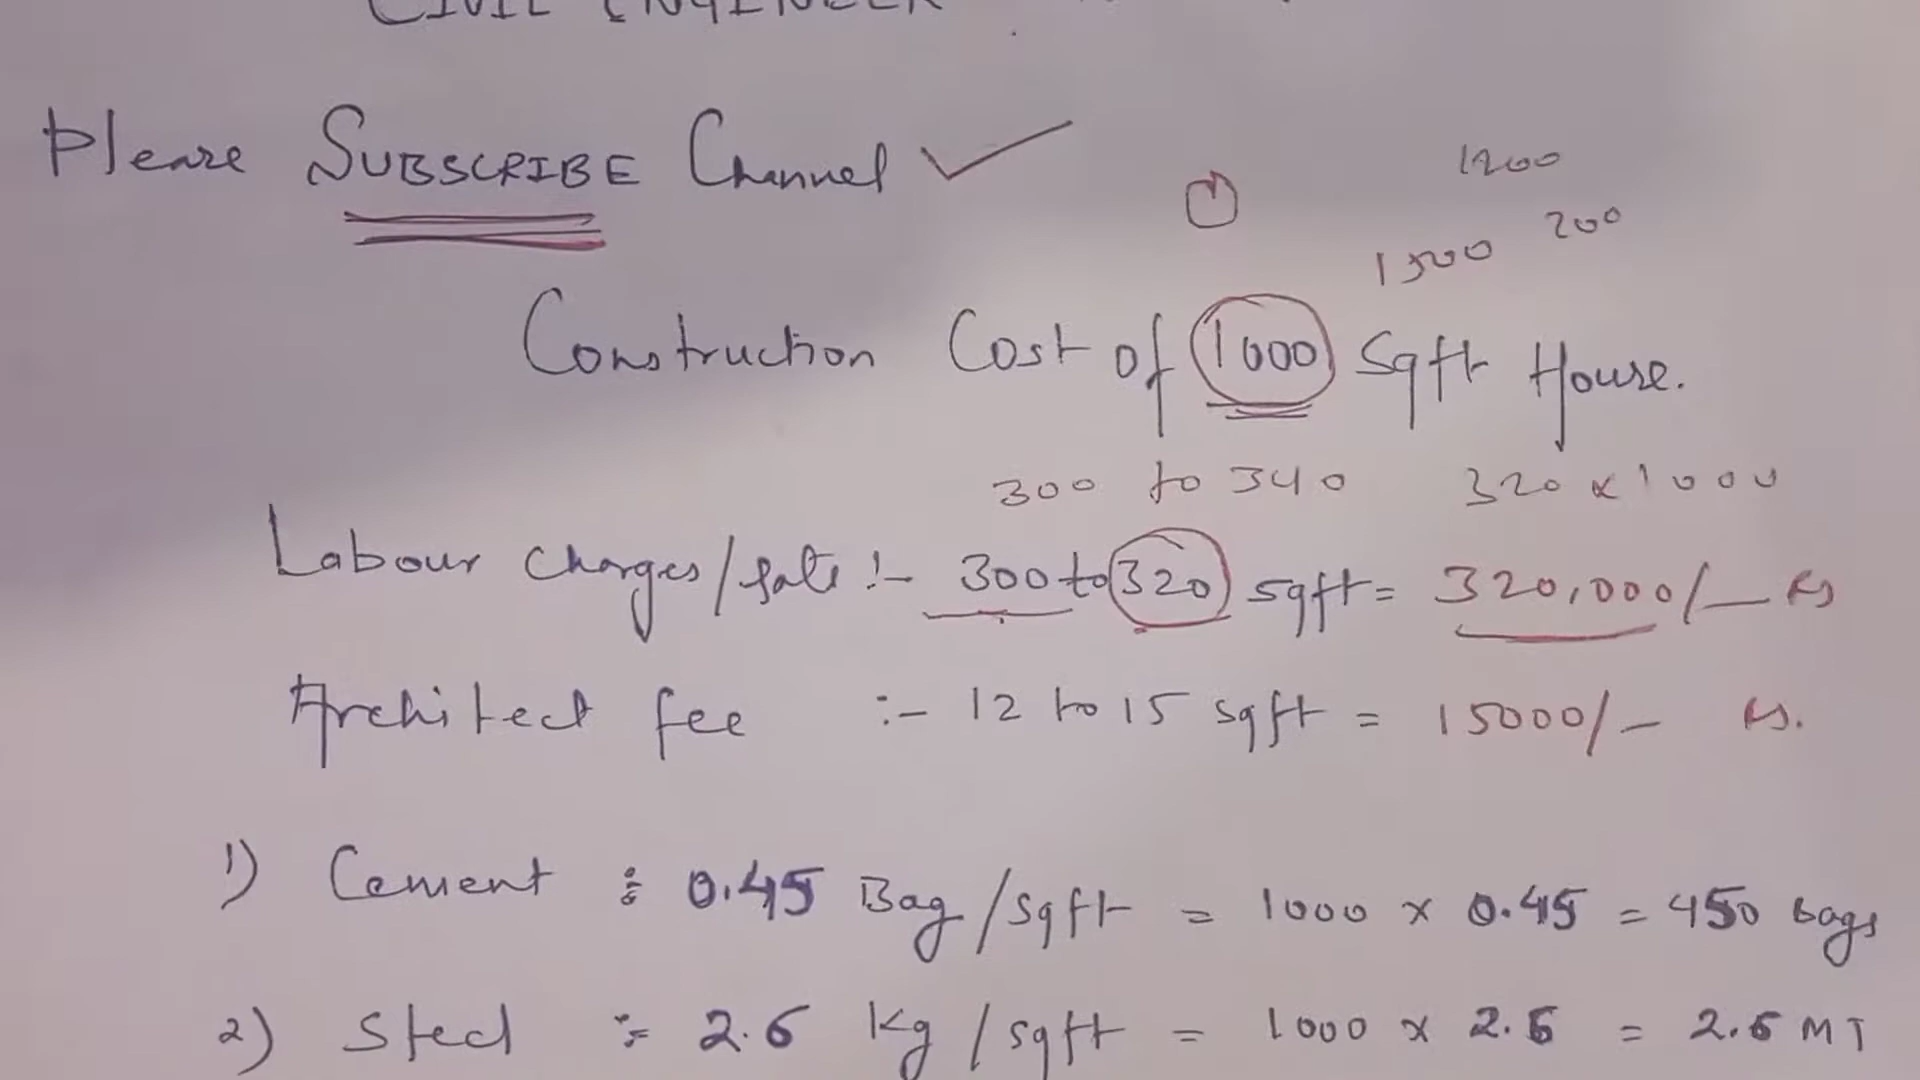 CIVIL ENGINEER
Please SUBSCRIBE Channel ✓
1200
200
1500
Construction Cost of 1000 Sqft House.
300 to 340 320 x 1000
Labour charges/rate :- 300 to 320 sqft = 320,000/- Rs
Architect fee :- 12 to 15 sqft = 15000/- Rs.
1) Cement : 0.45 Bag/sqft = 1000 x 0.45 = 450 bags
2) Steel := 2.6 Kg/sqft = 1000 x 2.6 = 2.6 MT